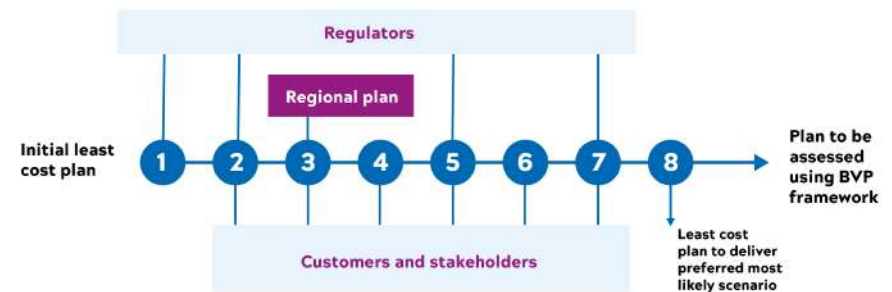 Regulators
Regional plan
Initial least
cost plan
1 2 3 4 5 6 7 8
Plan to be
assessed
using BVP
framework
Customers and stakeholders
Least cost
plan to deliver
preferred most
likely scenario